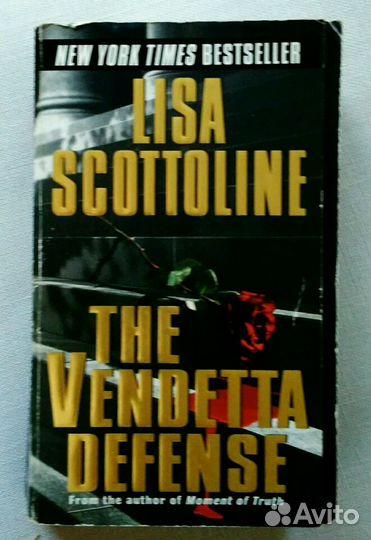 NEW YORK TIMES BESTSELLER
LISA
SCOTTOLINE
THE
VENDETTA
DEFENSE
From the author of Moment of Truth
Avito